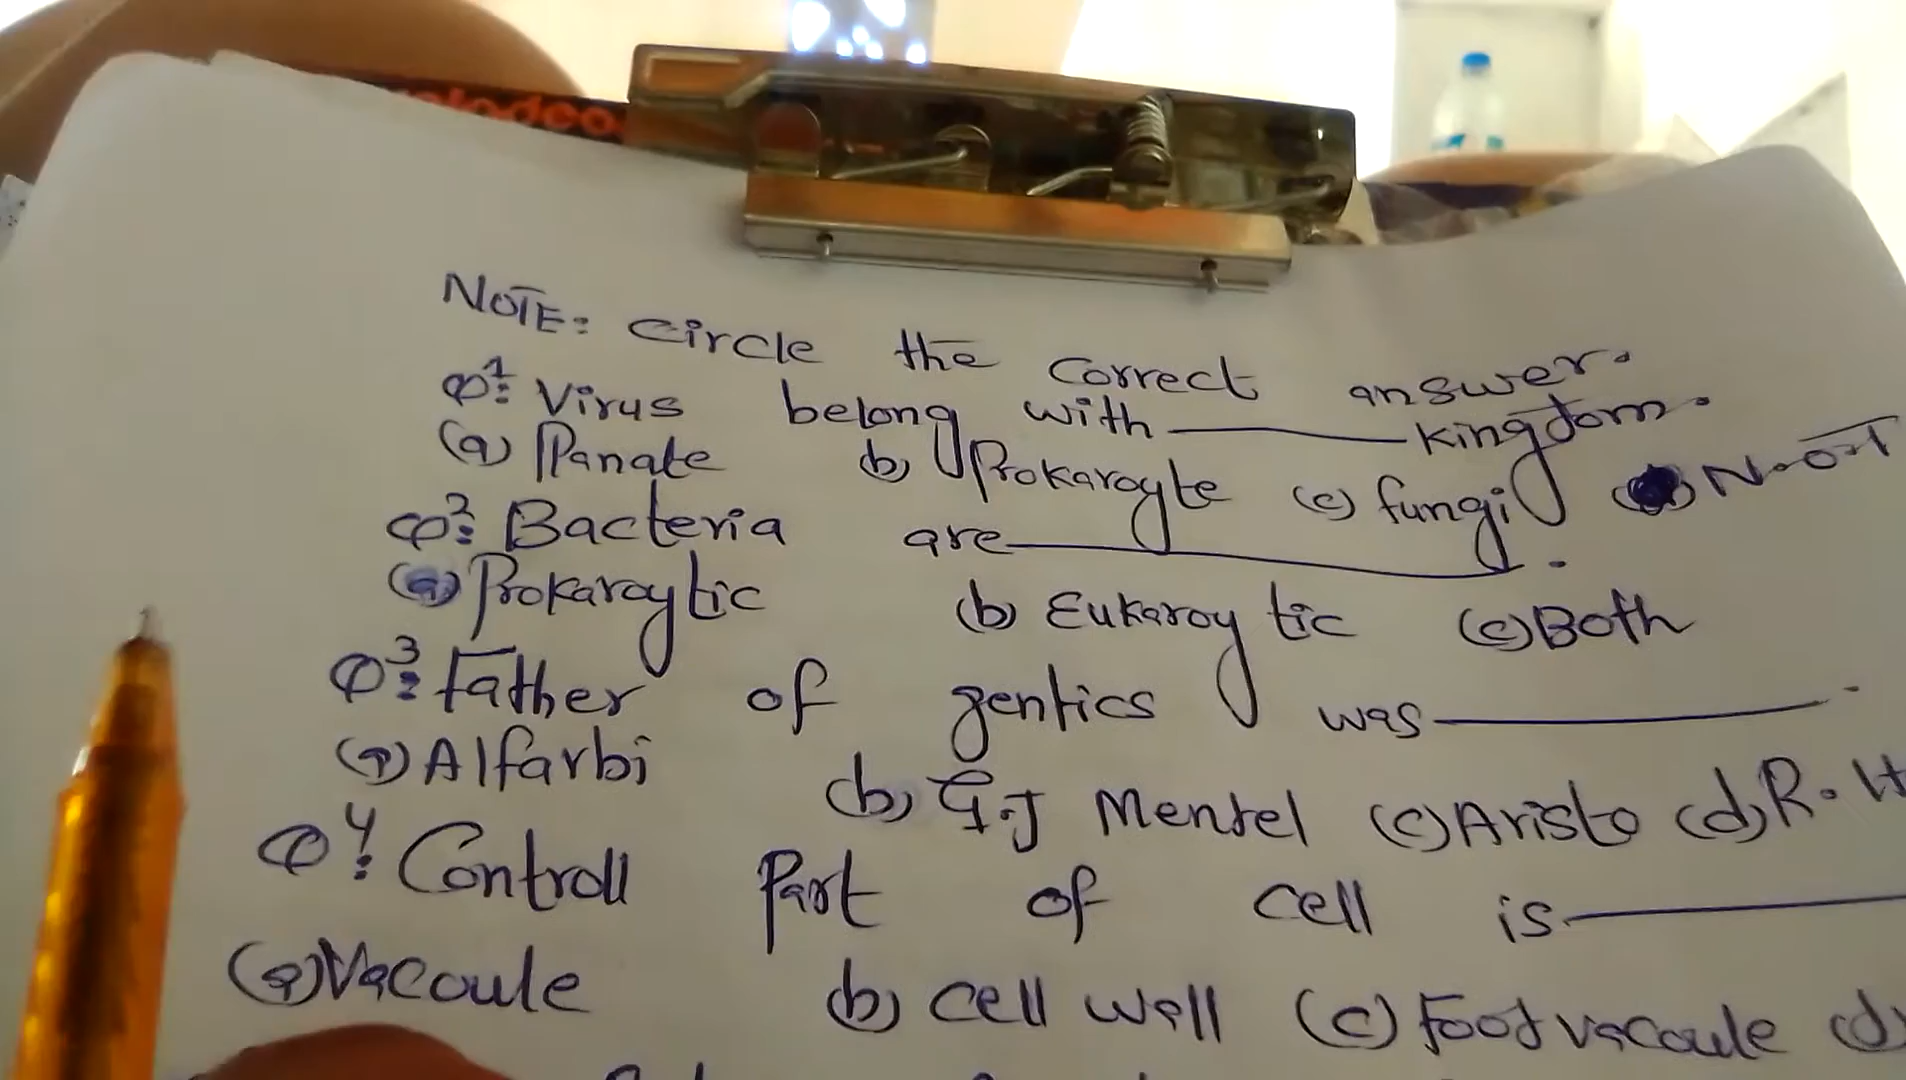 NOTE: circle the correct answer.
Q1: Virus belong with ______ kingdom.
(a) Planate (b) Prokaroyte (c) fungi (d) N.O.T
Q2: Bacteria are ______.
(a) Prokaroytic (b) Eukaroytic (c) Both
Q3: Father of gentics was ______.
(a) Alfarbi (b) G.J Mentel (c) Aristo (d) R.H
Q4: Controll Part of cell is ______
(a) Vacoule (b) cell wall (c) Food vacoule (d)